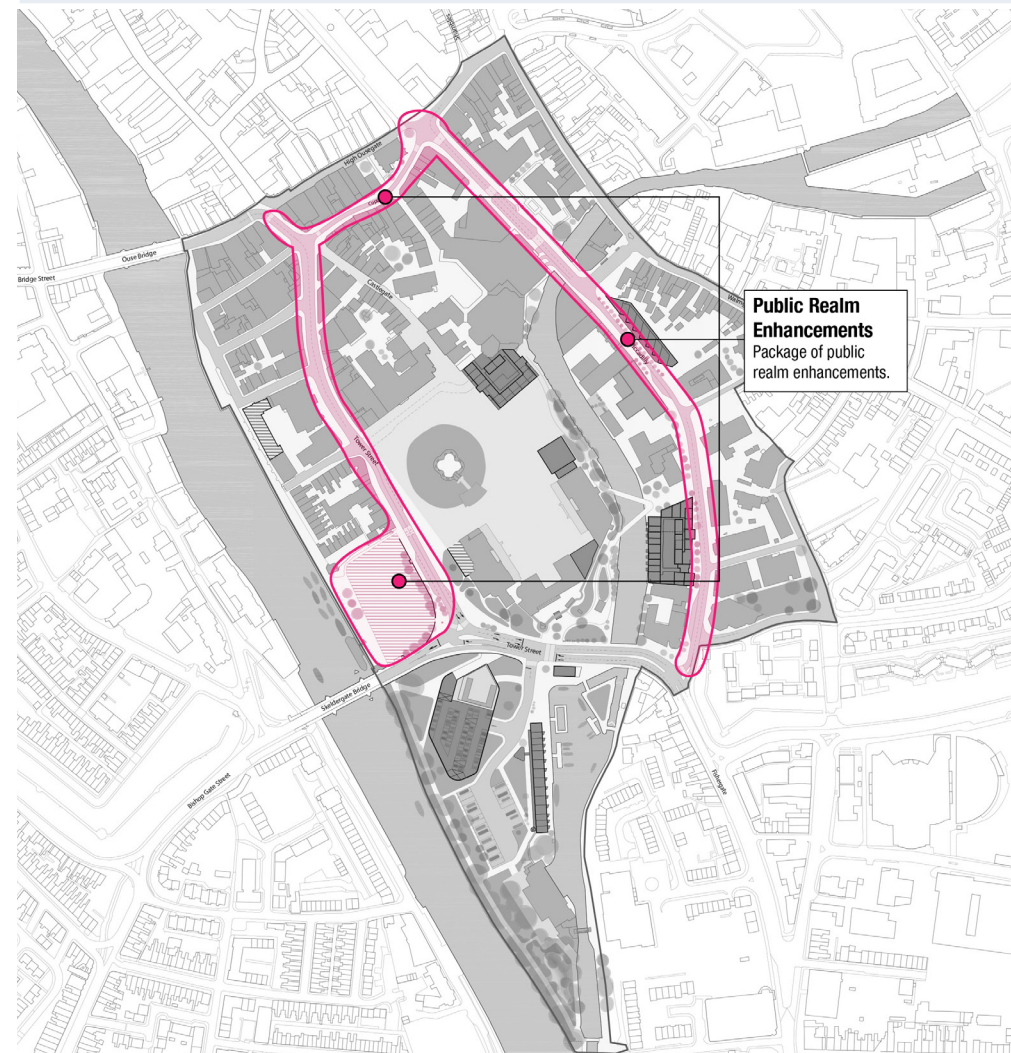 High Ousegate
Ouse Bridge
Bridge Street
Castlegate
Public Realm
Enhancements
Package of public
realm enhancements.
Tower Street
Tower Street
Skeldergate Bridge
Bishop Gate Street
Fishergate